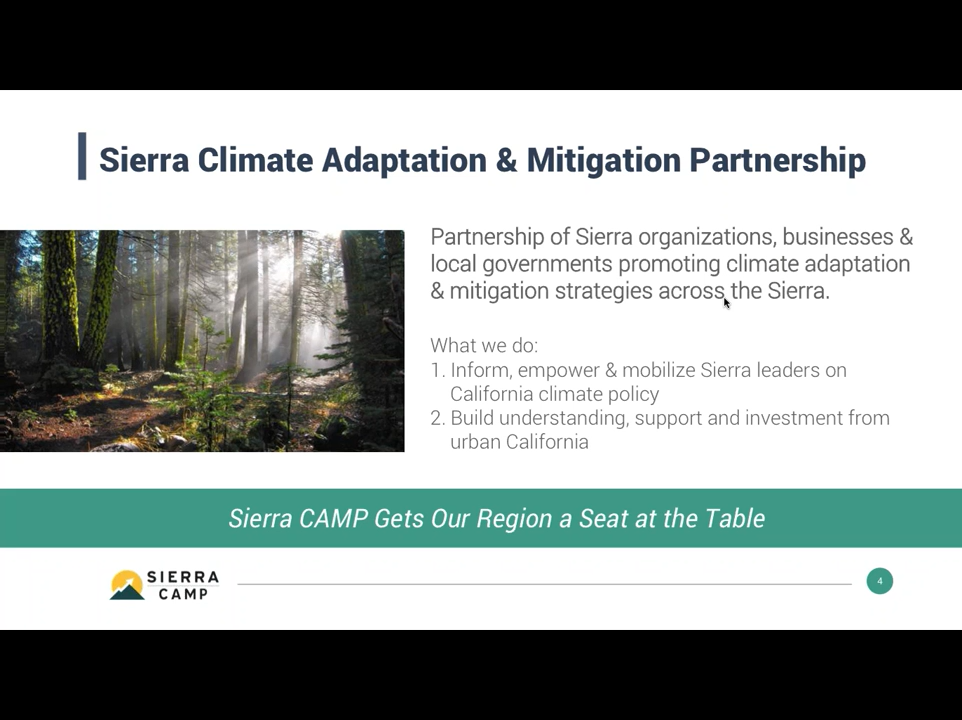 Sierra Climate Adaptation & Mitigation Partnership
Partnership of Sierra organizations, businesses &
local governments promoting climate adaptation
& mitigation strategies across the Sierra.
What we do:
1. Inform, empower & mobilize Sierra leaders on
California climate policy
2. Build understanding, support and investment from
urban California
Sierra CAMP Gets Our Region a Seat at the Table
SIERRA
CAMP
4